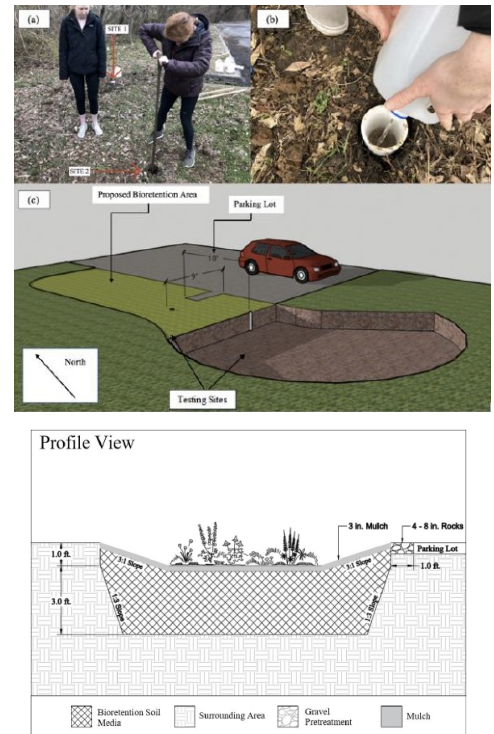 (a)
SITE 1
SITE 2
(b)
(c)
Proposed Bioretention Area
Parking Lot
10'
9'
North
Testing Sites
Profile View
3 in. Mulch
4 - 8 in. Rocks
Parking Lot
1.0 ft.
3:1 Slope
3:1 Slope
1.0 ft.
3.0 ft.
1:3 Slope
1:3 Slope
Bioretention Soil
Media
Surrounding Area
Gravel
Pretreatment
Mulch